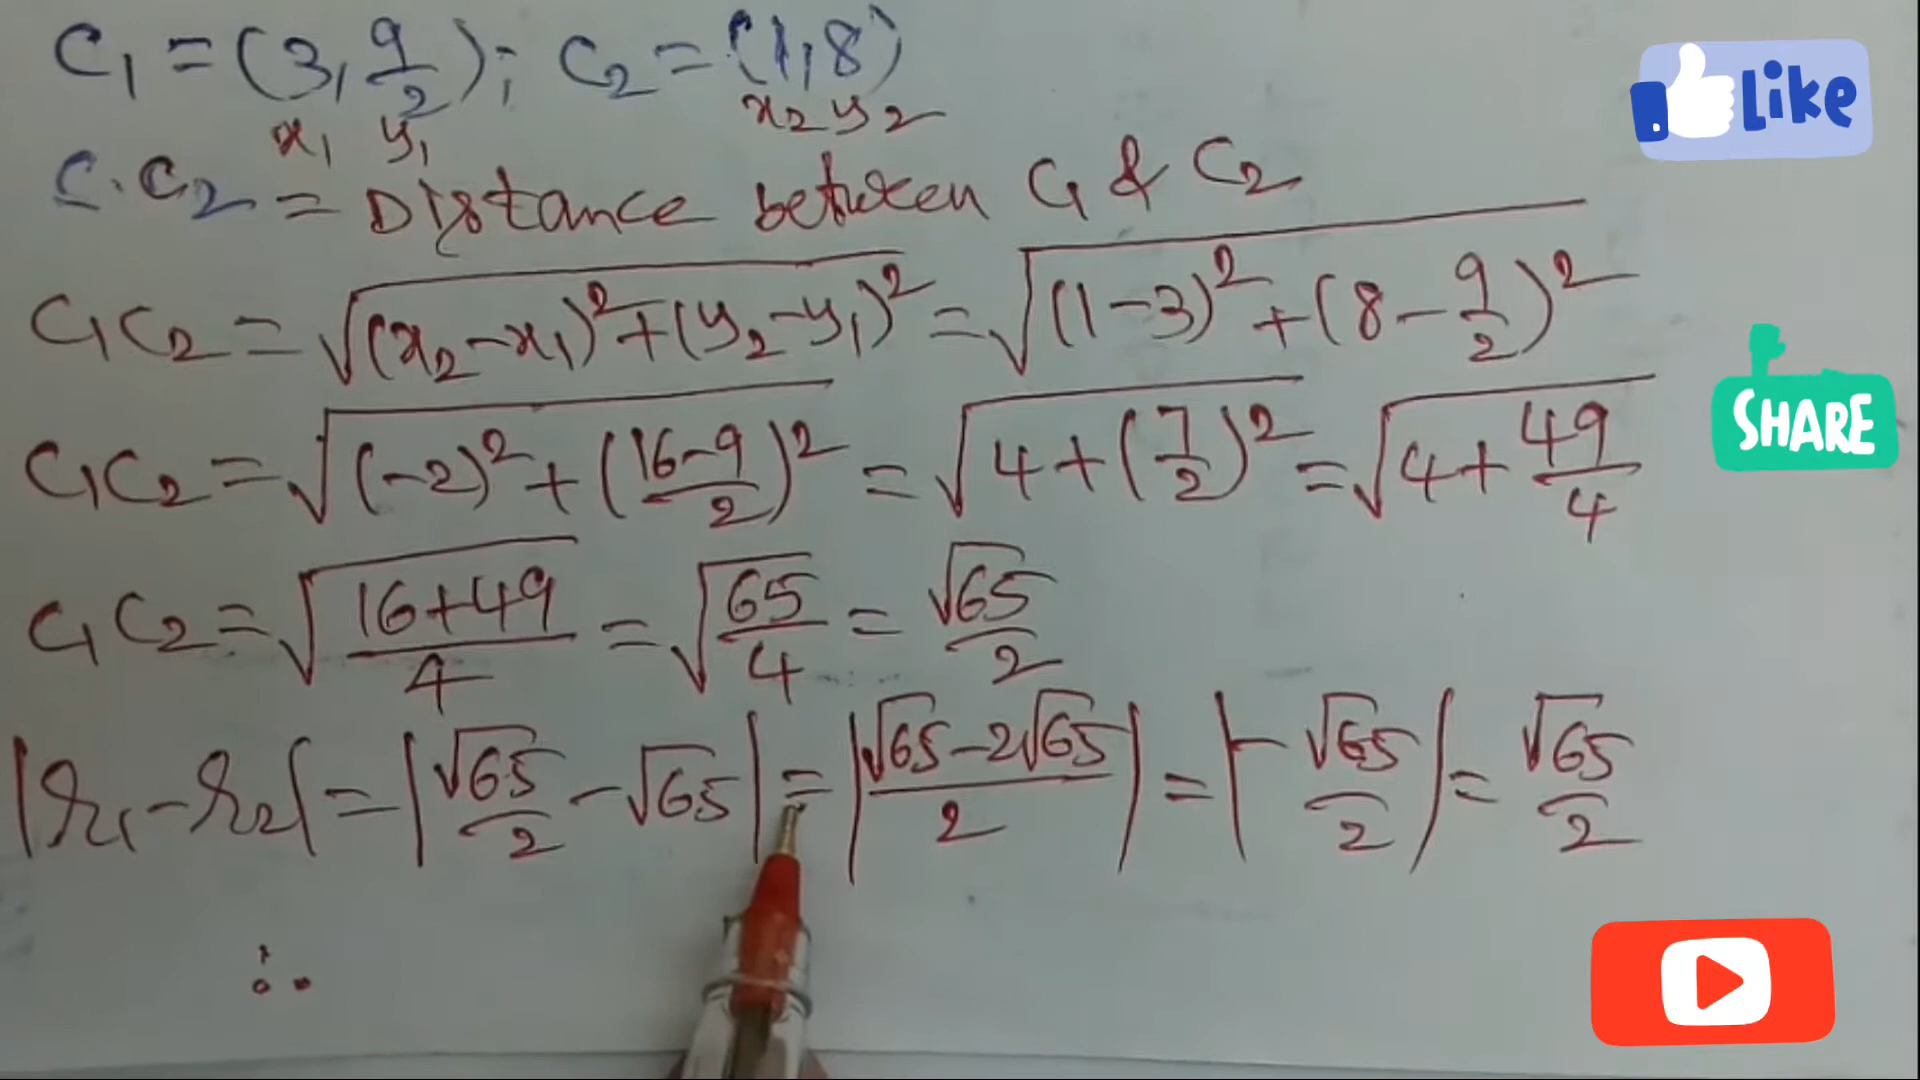 C₁ = (3, 9/2); C₂ = (1, 8)
x₁ y₁ x₂ y₂
C₁C₂ = Distance between C₁ & C₂
C₁C₂ = √((x₂-x₁)²+(y₂-y₁)²) = √((1-3)²+(8-9/2)²)
C₁C₂ = √((-2)²+((16-9)/2)²) = √(4+(7/2)²) = √(4+49/4)
C₁C₂ = √((16+49)/4) = √(65/4) = √65/2
|r₁-r₂| = |√65/2 - √65| = |(√65-2√65)/2| = |-√65/2| = √65/2
∴
Like
SHARE